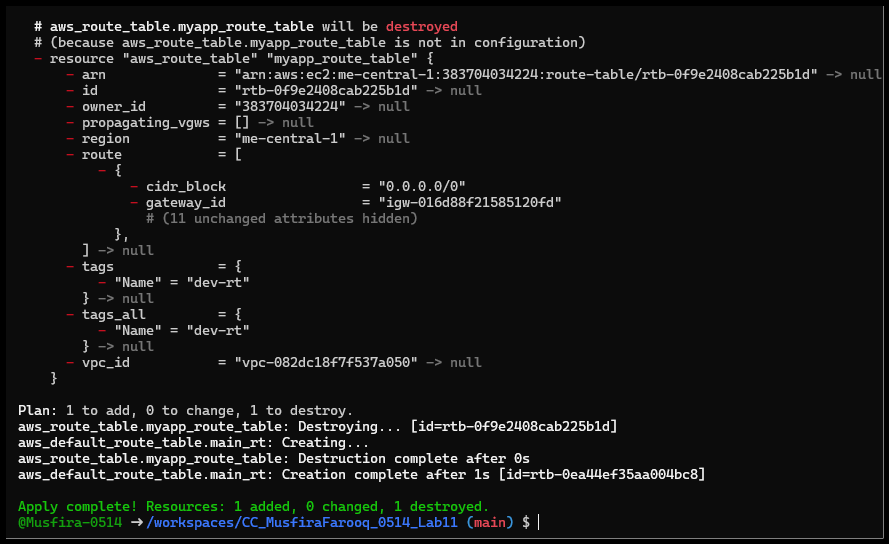 # aws_route_table.myapp_route_table will be destroyed
# (because aws_route_table.myapp_route_table is not in configuration)
- resource "aws_route_table" "myapp_route_table" {
- arn = "arn:aws:ec2:me-central-1:383704034224:route-table/rtb-0f9e2408cab225b1d" -> null
- id = "rtb-0f9e2408cab225b1d" -> null
- owner_id = "383704034224" -> null
- propagating_vgws = [] -> null
- region = "me-central-1" -> null
- route = [
- {
- cidr_block = "0.0.0.0/0"
- gateway_id = "igw-016d88f21585120fd"
# (11 unchanged attributes hidden)
},
] -> null
- tags = {
- "Name" = "dev-rt"
} -> null
- tags_all = {
- "Name" = "dev-rt"
} -> null
- vpc_id = "vpc-082dc18f7f537a050" -> null
}
Plan: 1 to add, 0 to change, 1 to destroy.
aws_route_table.myapp_route_table: Destroying... [id=rtb-0f9e2408cab225b1d]
aws_default_route_table.main_rt: Creating...
aws_route_table.myapp_route_table: Destruction complete after 0s
aws_default_route_table.main_rt: Creation complete after 1s [id=rtb-0ea44ef35aa004bc8]
Apply complete! Resources: 1 added, 0 changed, 1 destroyed.
@Musfira-0514 → /workspaces/CC_MusfiraFarooq_0514_Lab11 (main) $